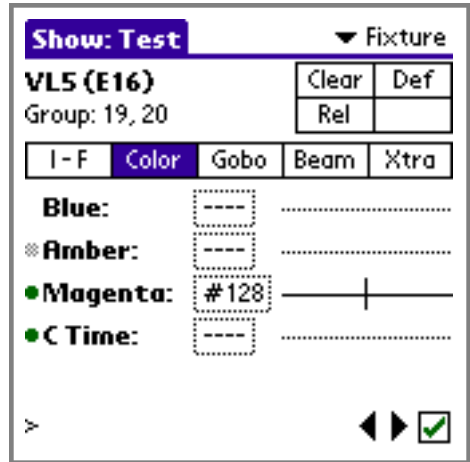 Show: Test ▼ Fixture
VL5 (E16) Clear Def
Group: 19, 20 Rel
I-F Color Gobo Beam Xtra
Blue: ----
Amber: ----
Magenta: #128
C Time: ----
>